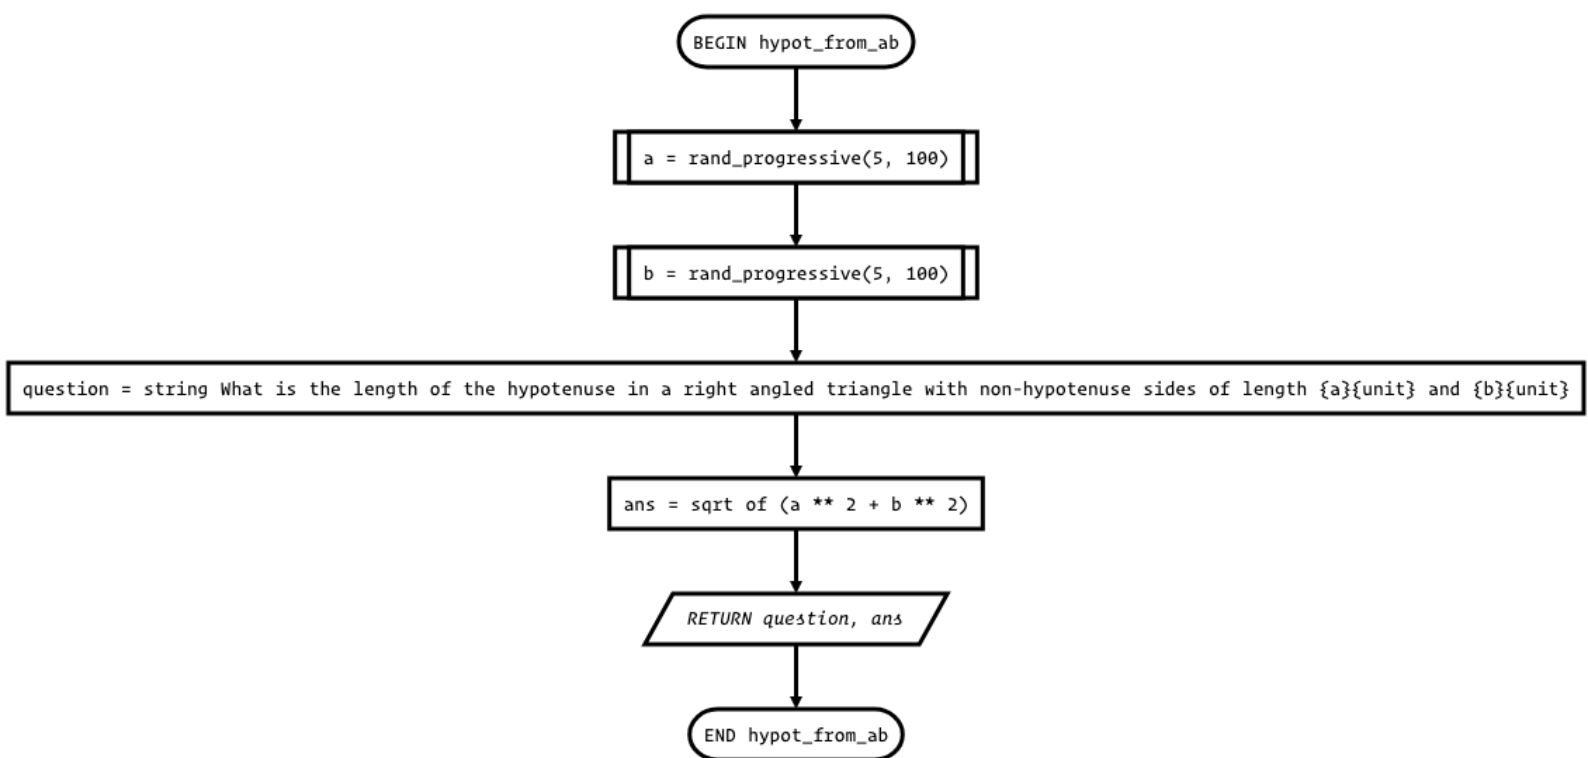 BEGIN hypot_from_ab
a = rand_progressive(5, 100)
b = rand_progressive(5, 100)
question = string What is the length of the hypotenuse in a right angled triangle with non-hypotenuse sides of length {a}{unit} and {b}{unit}
ans = sqrt of (a ** 2 + b ** 2)
RETURN question, ans
END hypot_from_ab